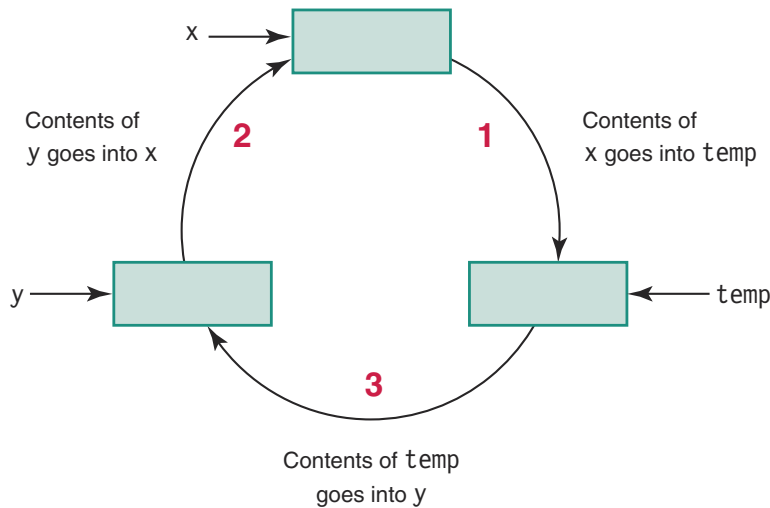 x
Contents of
y goes into x
2
1
Contents of
x goes into temp
y
temp
3
Contents of temp
goes into y